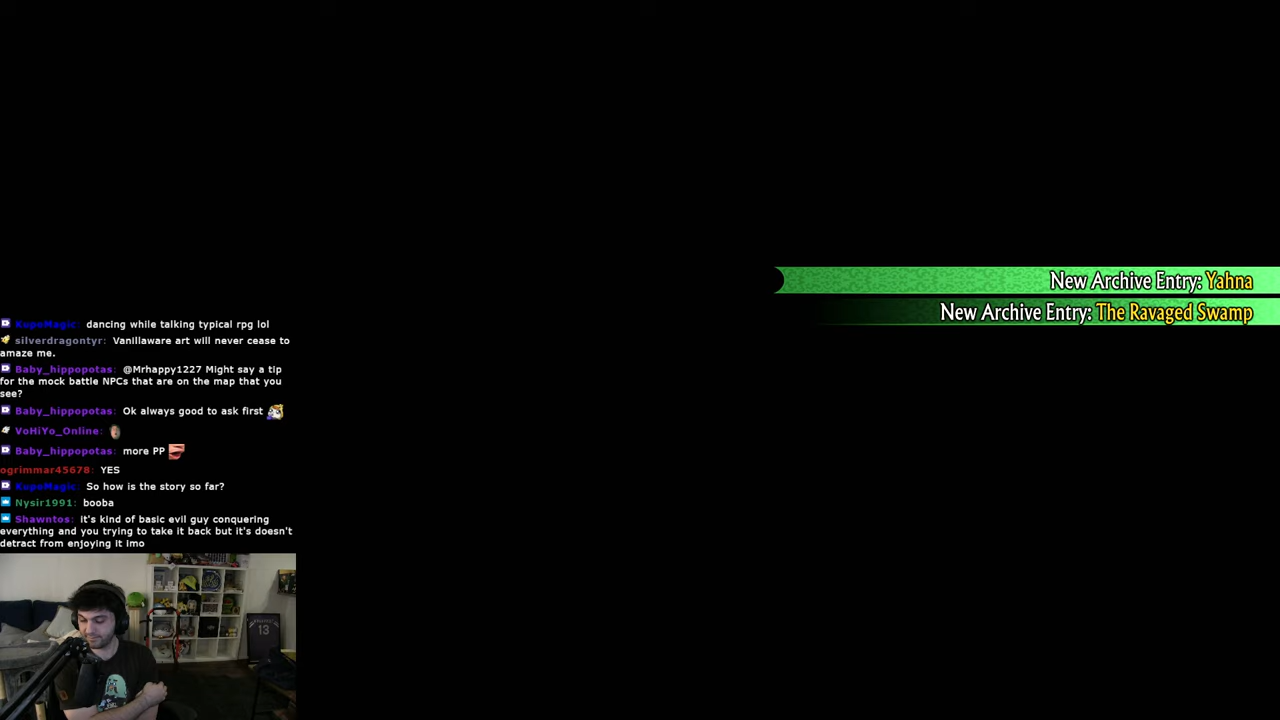 New Archive Entry: Yahna
New Archive Entry: The Ravaged Swamp
KupoMagic: dancing while talking typical rpg lol
silverdragontyr: Vanillaware art will never cease to
amaze me.
Baby_hippopotas: @Mrhappy1227 Might say a tip
for the mock battle NPCs that are on the map that you
see?
Baby_hippopotas: Ok always good to ask first
VoHiYo_Online:
Baby_hippopotas: more PP
ogrimmar45678: YES
KupoMagic: So how is the story so far?
Nysir1991: booba
Shawntos: it's kind of basic evil guy conquering
everything and you trying to take it back but it's doesn't
detract from enjoying it imo
13